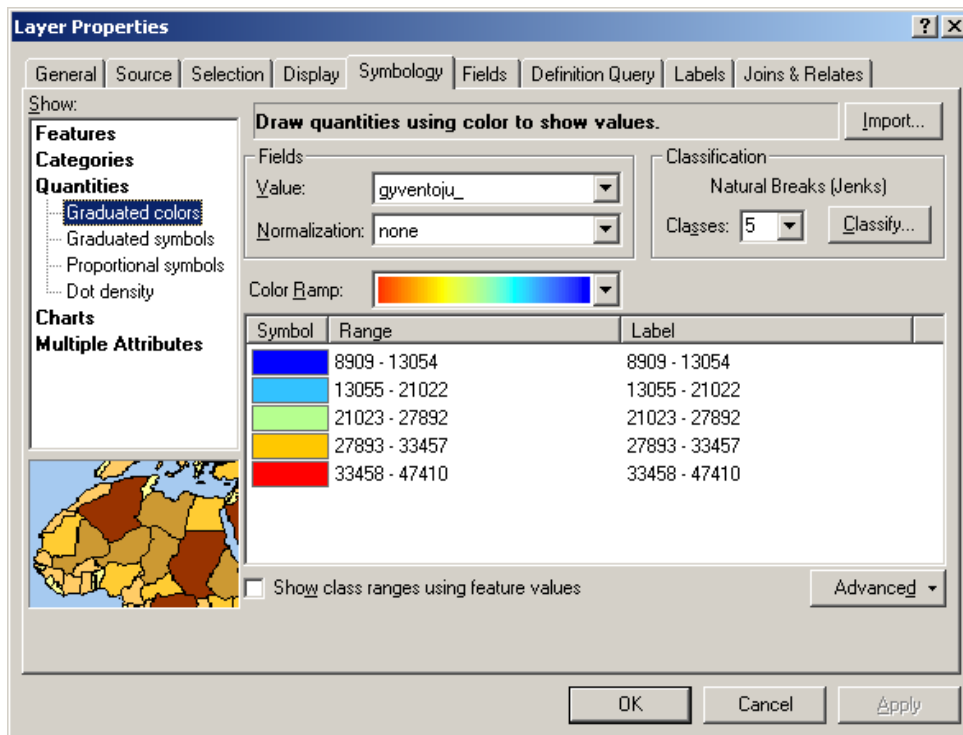 Layer Properties
General Source Selection Display Symbology Fields Definition Query Labels Joins & Relates
Show:
Features
Categories
Quantities
Graduated colors
Graduated symbols
Proportional symbols
Dot density
Charts
Multiple Attributes
Draw quantities using color to show values.
Import...
Fields
Value: gyventoju_
Normalization: none
Classification
Natural Breaks (Jenks)
Classes: 5 Classify...
Color Ramp:
Symbol Range Label
8909 - 13054 8909 - 13054
13055 - 21022 13055 - 21022
21023 - 27892 21023 - 27892
27893 - 33457 27893 - 33457
33458 - 47410 33458 - 47410
Show class ranges using feature values
Advanced
OK Cancel Apply